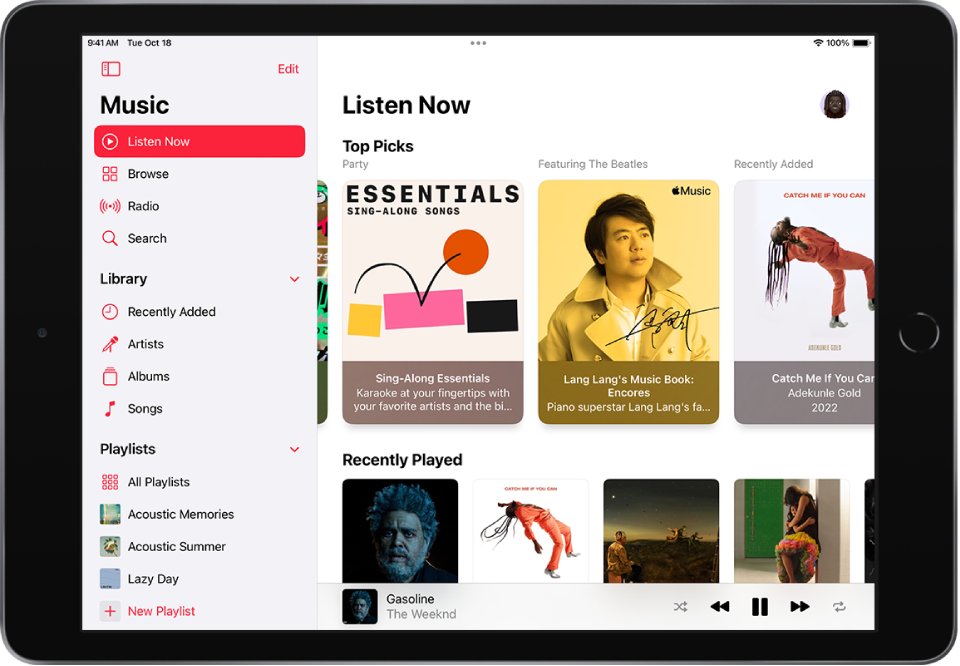 9:41 AM Tue Oct 18
100%
Edit
Music
Listen Now
Browse
Radio
Search
Library
Recently Added
Artists
Albums
Songs
Playlists
All Playlists
Acoustic Memories
Acoustic Summer
Lazy Day
New Playlist
Listen Now
Top Picks
Party
ESSENTIALS
SING-ALONG SONGS
Sing-Along Essentials
Karaoke at your fingertips with
your favorite artists and the bi...
Featuring The Beatles
Music
Lang Lang's Music Book:
Encores
Piano superstar Lang Lang's fa...
Recently Added
CATCH ME IF YOU CAN
ADEKUNLE GOLD
Catch Me If You Can
Adekunle Gold
2022
Recently Played
CATCH ME IF YOU CAN
Gasoline
The Weeknd